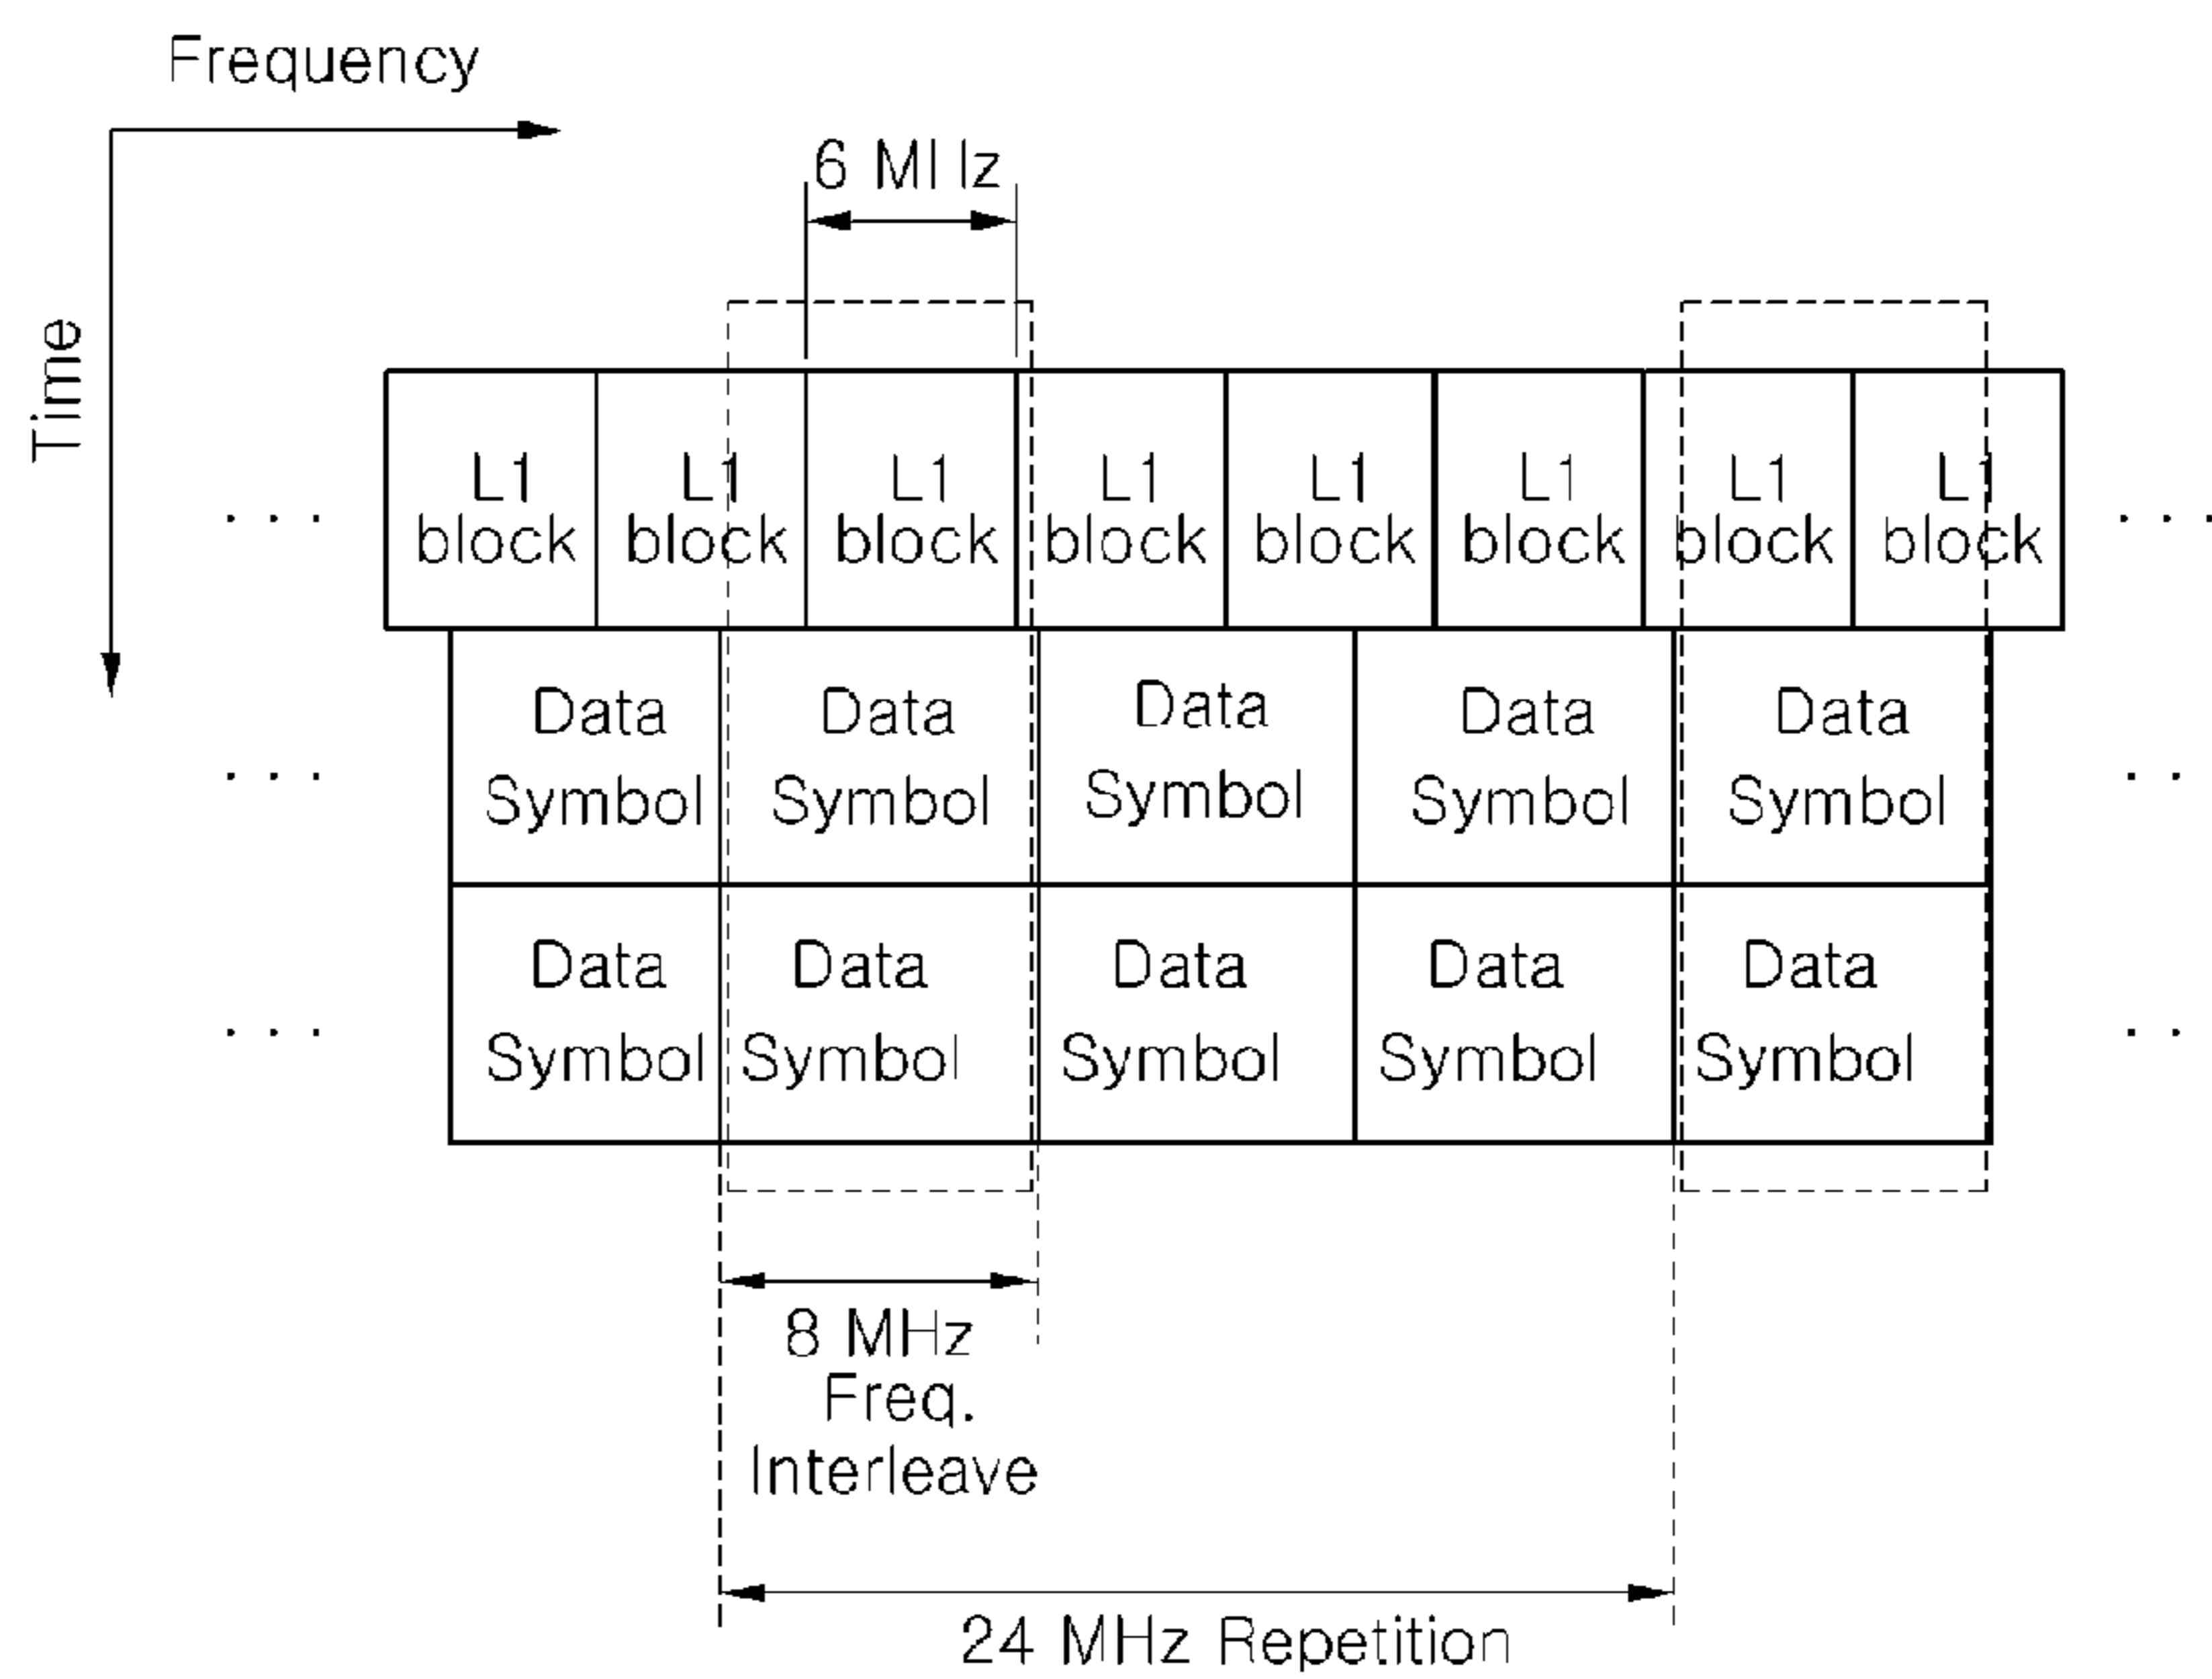 Frequency
6 MHz
Time
L1 L1 L1 L1 L1 L1 L1 L1
... block block block block block block block block ...
Data Data Data Data Data
... Symbol Symbol Symbol Symbol Symbol ..
Data Data Data Data Data
... Symbol Symbol Symbol Symbol Symbol ..
8 MHz
Freq.
Interleave
24 MHz Repetition